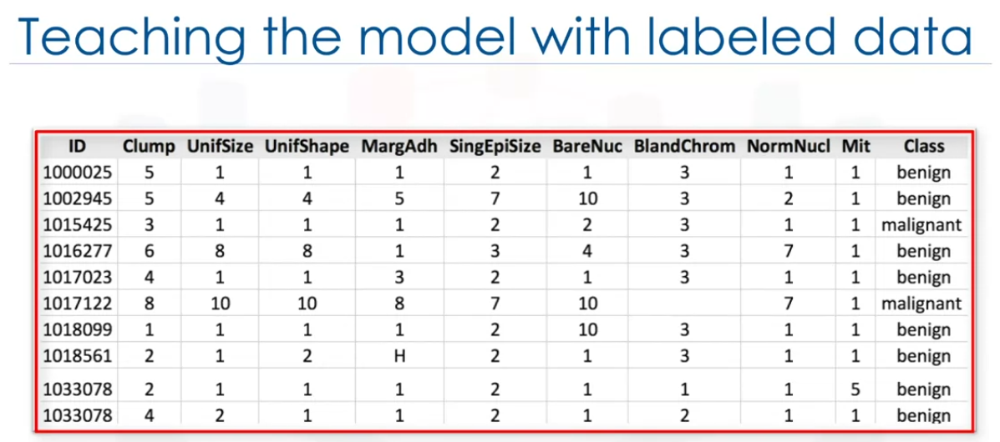 Teaching the model with labeled data
ID Clump UnifSize UnifShape MargAdh SingEpiSize BareNuc BlandChrom NormNucl Mit Class
1000025 5 1 1 1 2 1 3 1 1 benign
1002945 5 4 4 5 7 10 3 2 1 benign
1015425 3 1 1 1 2 2 3 1 1 malignant
1016277 6 8 8 1 3 4 3 7 1 benign
1017023 4 1 1 3 2 1 3 1 1 benign
1017122 8 10 10 8 7 10 7 1 malignant
1018099 1 1 1 1 2 10 3 1 1 benign
1018561 2 1 2 H 2 1 3 1 1 benign
1033078 2 1 1 1 2 1 1 1 5 benign
1033078 4 2 1 1 2 1 2 1 1 benign